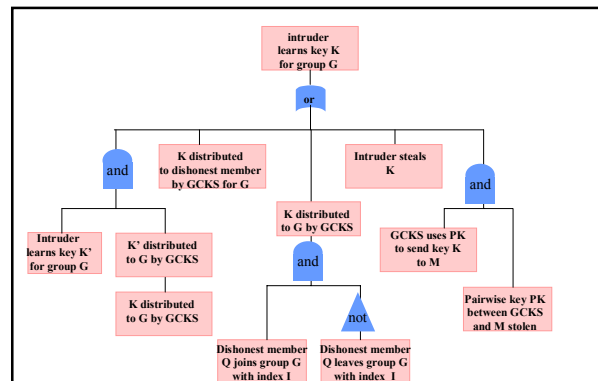 intruder
learns key K
for group G
or
and
K distributed
to dishonest member
by GCKS for G
Intruder steals
K
and
K distributed
to G by GCKS
Intruder
learns key K’
for group G
K’ distributed
to G by GCKS
GCKS uses PK
to send key K
to M
and
K distributed
to G by GCKS
Pairwise key PK
between GCKS
and M stolen
not
Dishonest member
Q joins group G
with index I
Dishonest member
Q leaves group G
with index I